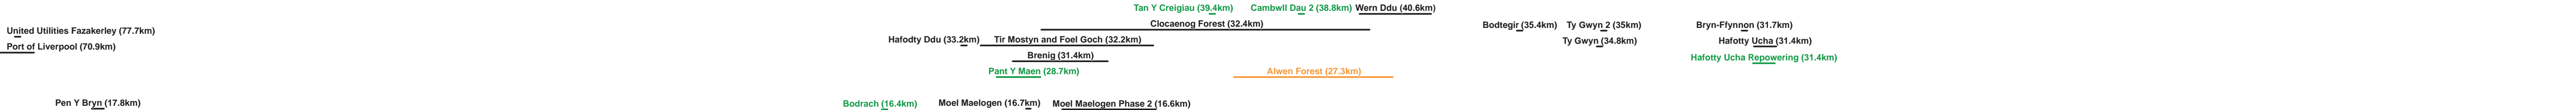 Tan Y Creigiau (39.4km) Cambwll Dau 2 (38.8km) Wern Ddu (40.6km)
Clocaenog Forest (32.4km) Bodtegir (35.4km) Ty Gwyn 2 (35km) Bryn-Ffynnon (31.7km)
United Utilities Fazakerley (77.7km)
Hafodty Ddu (33.2km) Tir Mostyn and Foel Goch (32.2km) Ty Gwyn (34.8km) Hafotty Ucha (31.4km)
Port of Liverpool (70.9km)
Brenig (31.4km) Hafotty Ucha Repowering (31.4km)
Pant Y Maen (28.7km) Alwen Forest (27.3km)
Pen Y Bryn (17.8km) Bodrach (16.4km) Moel Maelogen (16.7km) Moel Maelogen Phase 2 (16.6km)